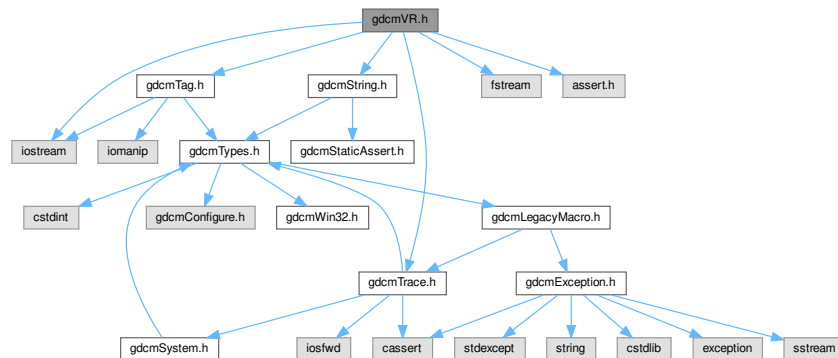 gdcmVR.h
gdcmTag.h
gdcmString.h
fstream
assert.h
iostream
iomanip
gdcmTypes.h
gdcmStaticAssert.h
cstdint
gdcmConfigure.h
gdcmWin32.h
gdcmLegacyMacro.h
gdcmTrace.h
gdcmException.h
gdcmSystem.h
iosfwd
cassert
stdexcept
string
cstdlib
exception
sstream